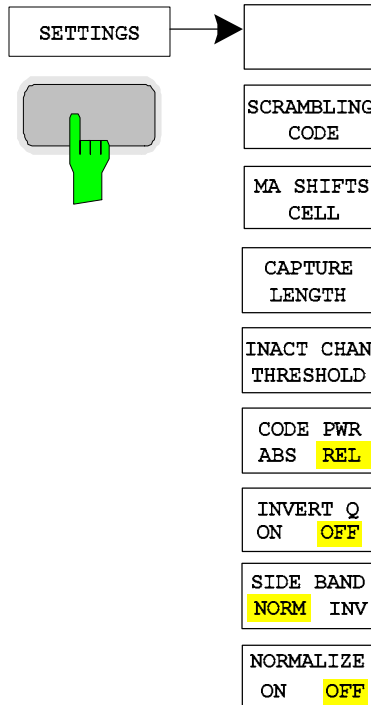 SETTINGS
SCRAMBLING
CODE
MA SHIFTS
CELL
CAPTURE
LENGTH
INACT CHAN
THRESHOLD
CODE PWR
ABS REL
INVERT Q
ON OFF
SIDE BAND
NORM INV
NORMALIZE
ON OFF